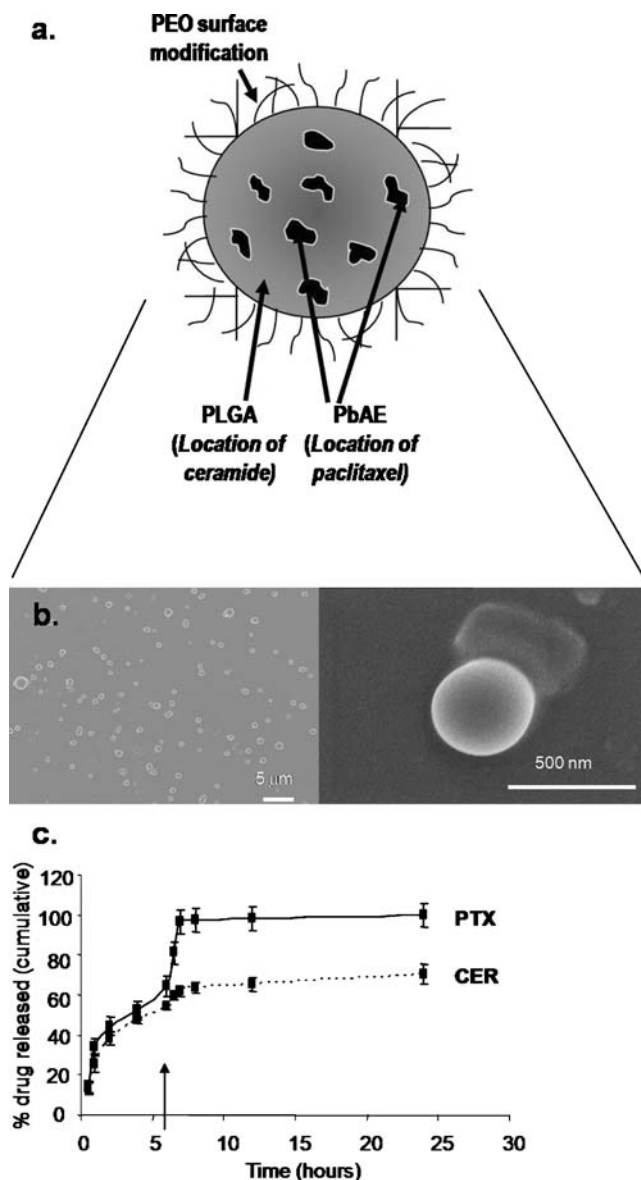 a.
PEO surface
modification
PLGA
(Location of
ceramide)
PbAE
(Location of
paclitaxel)
b.
5 μm
500 nm
c.
% drug released (cumulative)
120
100
80
60
40
20
0
PTX
CER
0 5 10 15 20 25 30
Time (hours)